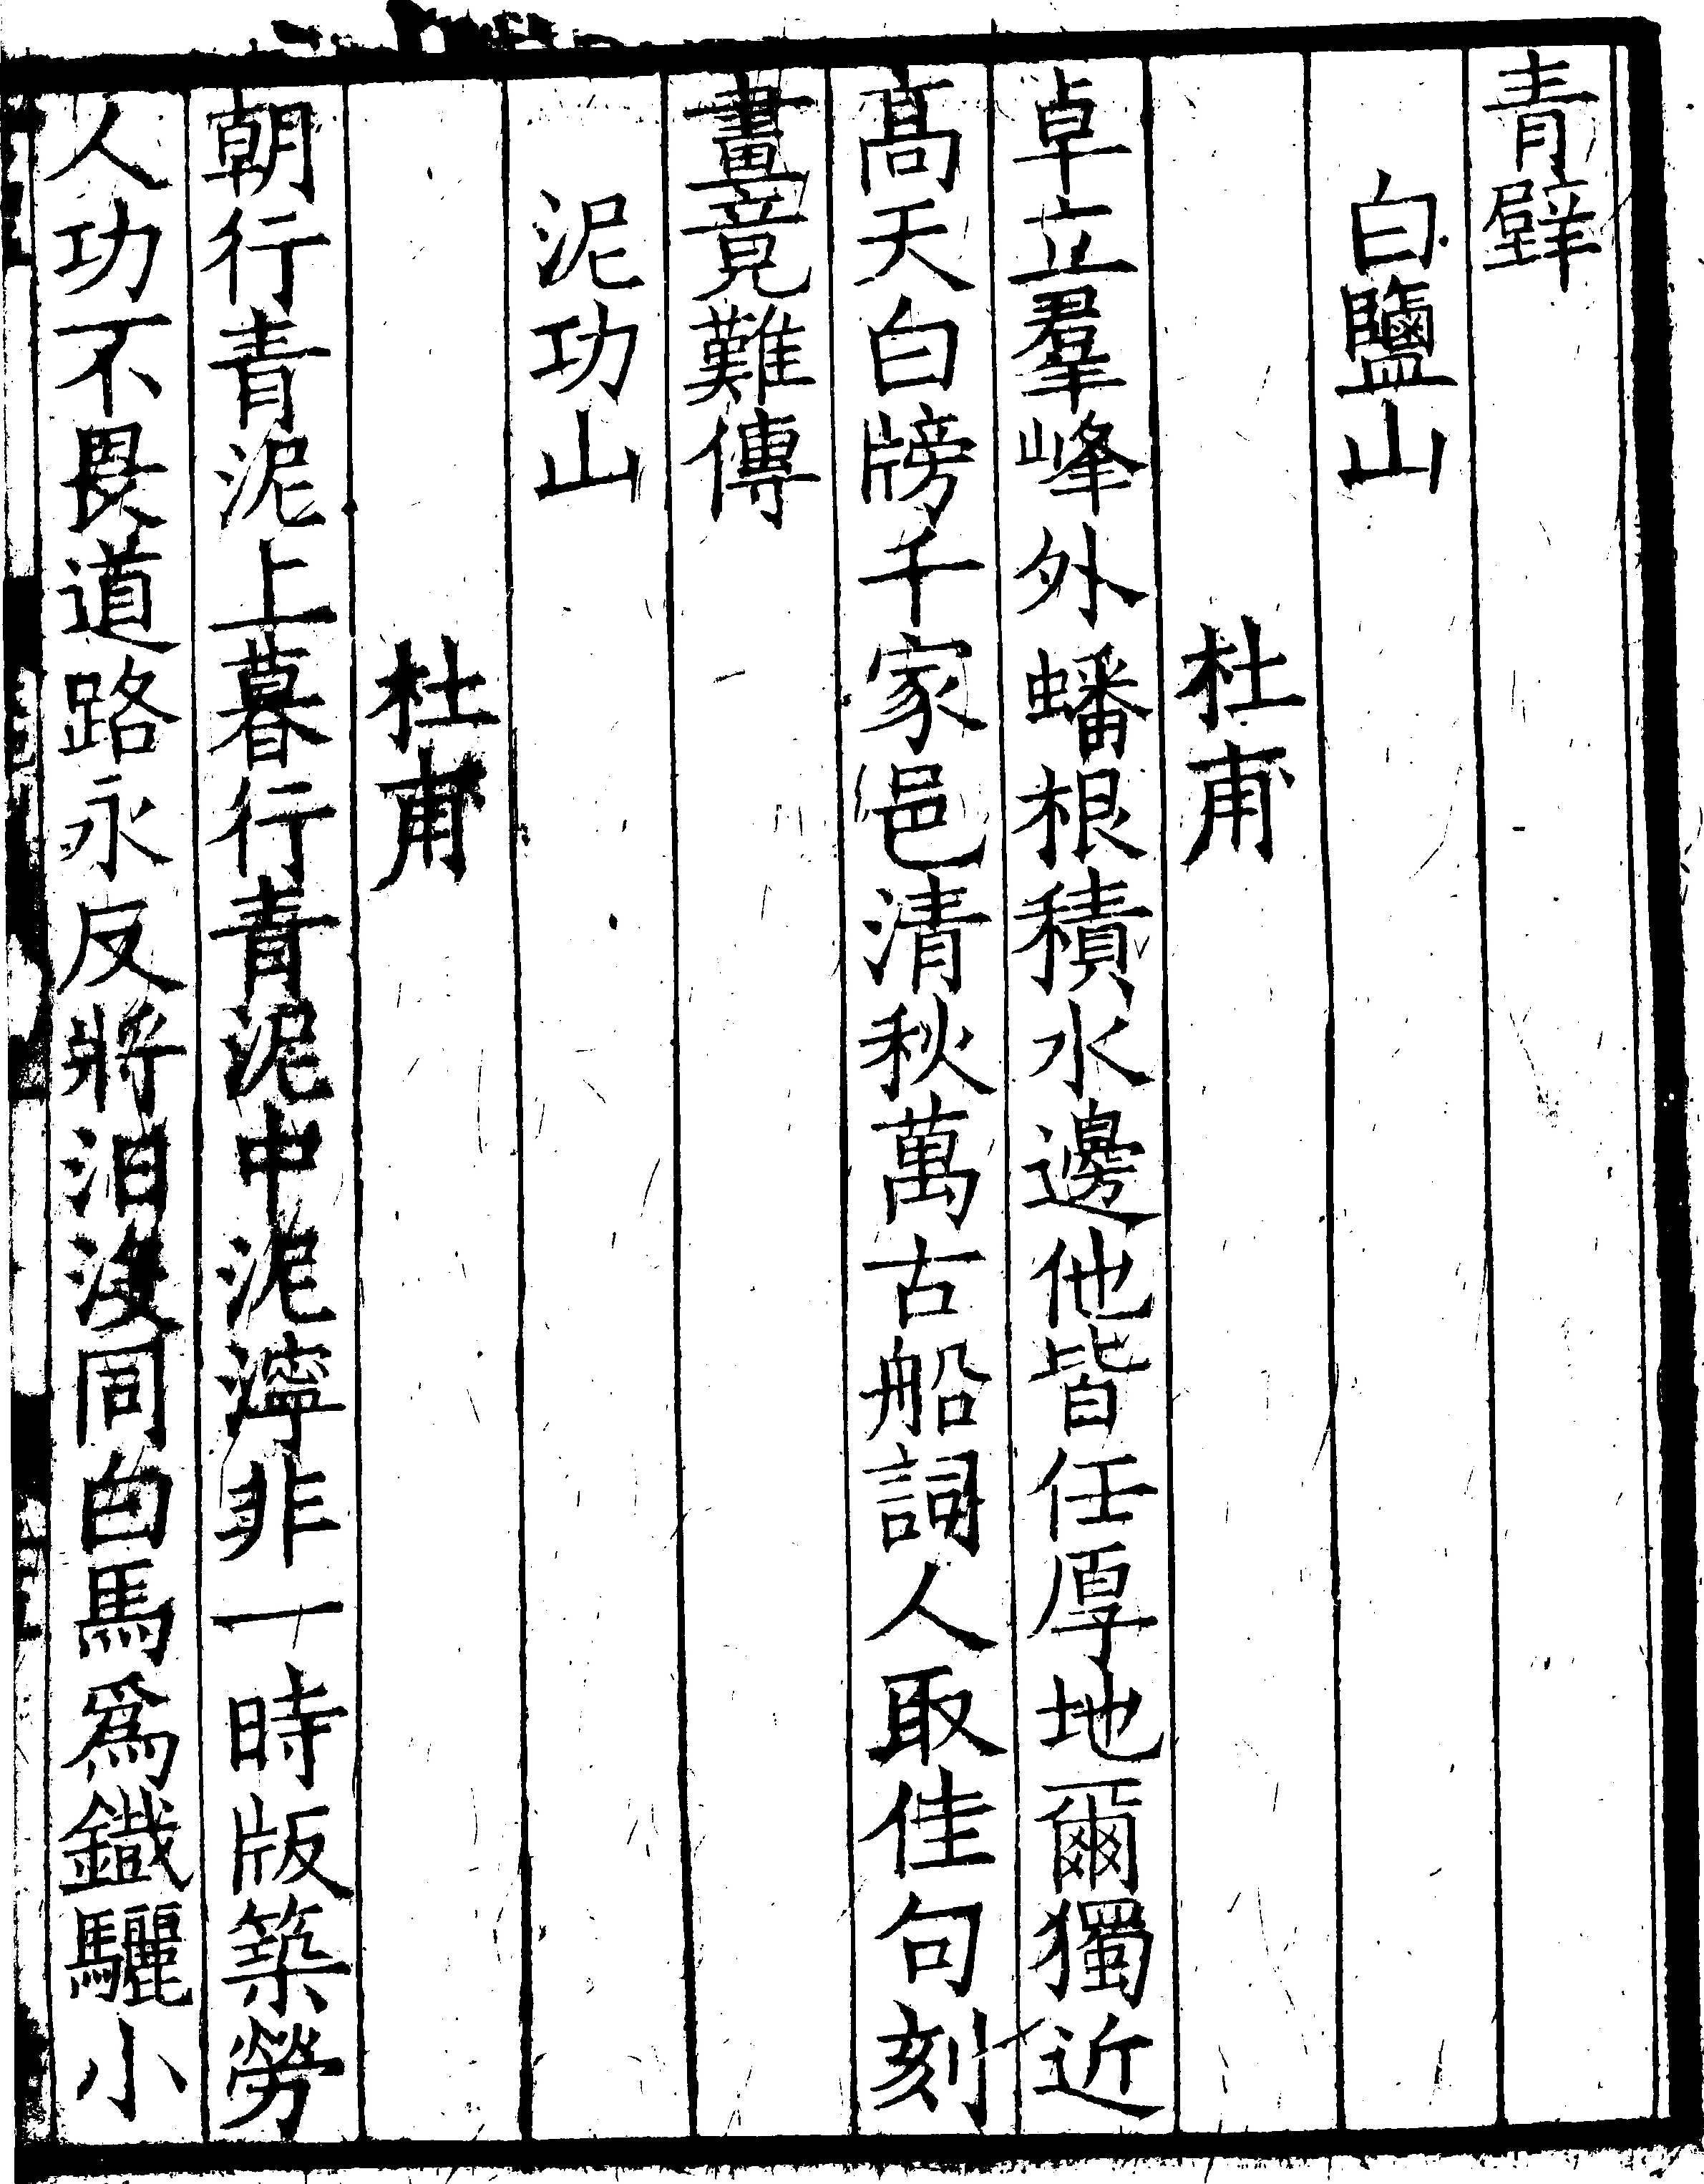 青壁
白鹽山
杜甫
卓立羣峰外蟠根積水邊他皆任厚地爾獨近
高天白牓千家邑清秋萬古船詞人取佳句刻
畫竟難傳
泥功山
杜甫
朝行青泥上暮行青泥中泥濘非一時版築勞
人功不畏道路永反將汨沒同白馬爲鐵驪小